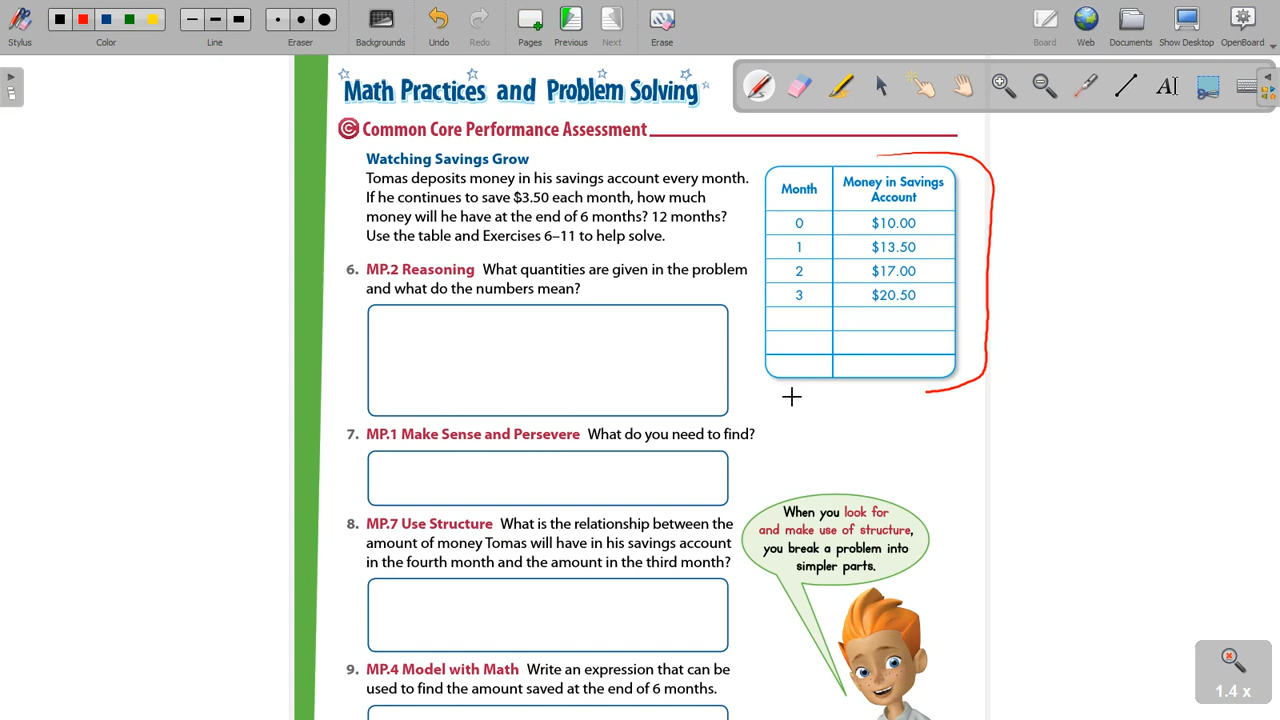 Stylus
Color
Line
Eraser
Backgrounds
Undo
Redo
Pages
Previous
Next
Erase
Board
Web
Documents
Show Desktop
OpenBoard
Math Practices and Problem Solving
Common Core Performance Assessment
Watching Savings Grow
Tomas deposits money in his savings account every month.
If he continues to save $3.50 each month, how much
money will he have at the end of 6 months? 12 months?
Use the table and Exercises 6–11 to help solve.
Month Money in Savings
Account
0 $10.00
1 $13.50
2 $17.00
3 $20.50
6. MP.2 Reasoning What quantities are given in the problem
and what do the numbers mean?
7. MP.1 Make Sense and Persevere What do you need to find?
8. MP.7 Use Structure What is the relationship between the
amount of money Tomas will have in his savings account
in the fourth month and the amount in the third month?
When you look for
and make use of structure,
you break a problem into
simpler parts.
9. MP.4 Model with Math Write an expression that can be
used to find the amount saved at the end of 6 months.
1.4 x